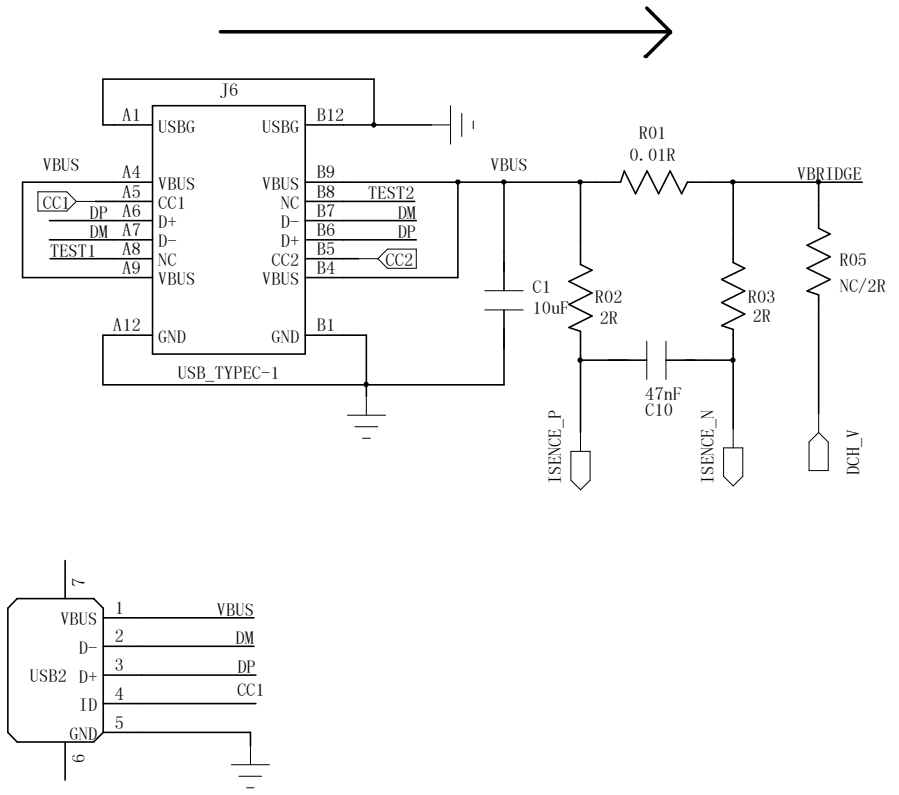 J6
A1 USBG USBG B12
R01
0.01R
VBUS A4 VBUS VBUS B9 VBUS VBRIDGE
CC1 A5 CC1 NC B8 TEST2
DP A6 D+ D- B7 DM
DM A7 D- D+ B6 DP
TEST1 A8 NC CC2 B5 CC2
A9 VBUS VBUS B4
R05
NC/2R
C1
10uF
R02
2R
R03
2R
A12 GND GND B1
USB_TYPEC-1
47nF
C10
ISENCE_P
ISENCE_N
DCH_V
7
VBUS 1 VBUS
D- 2 DM
USB2 D+ 3 DP
ID 4 CC1
GND 5
6